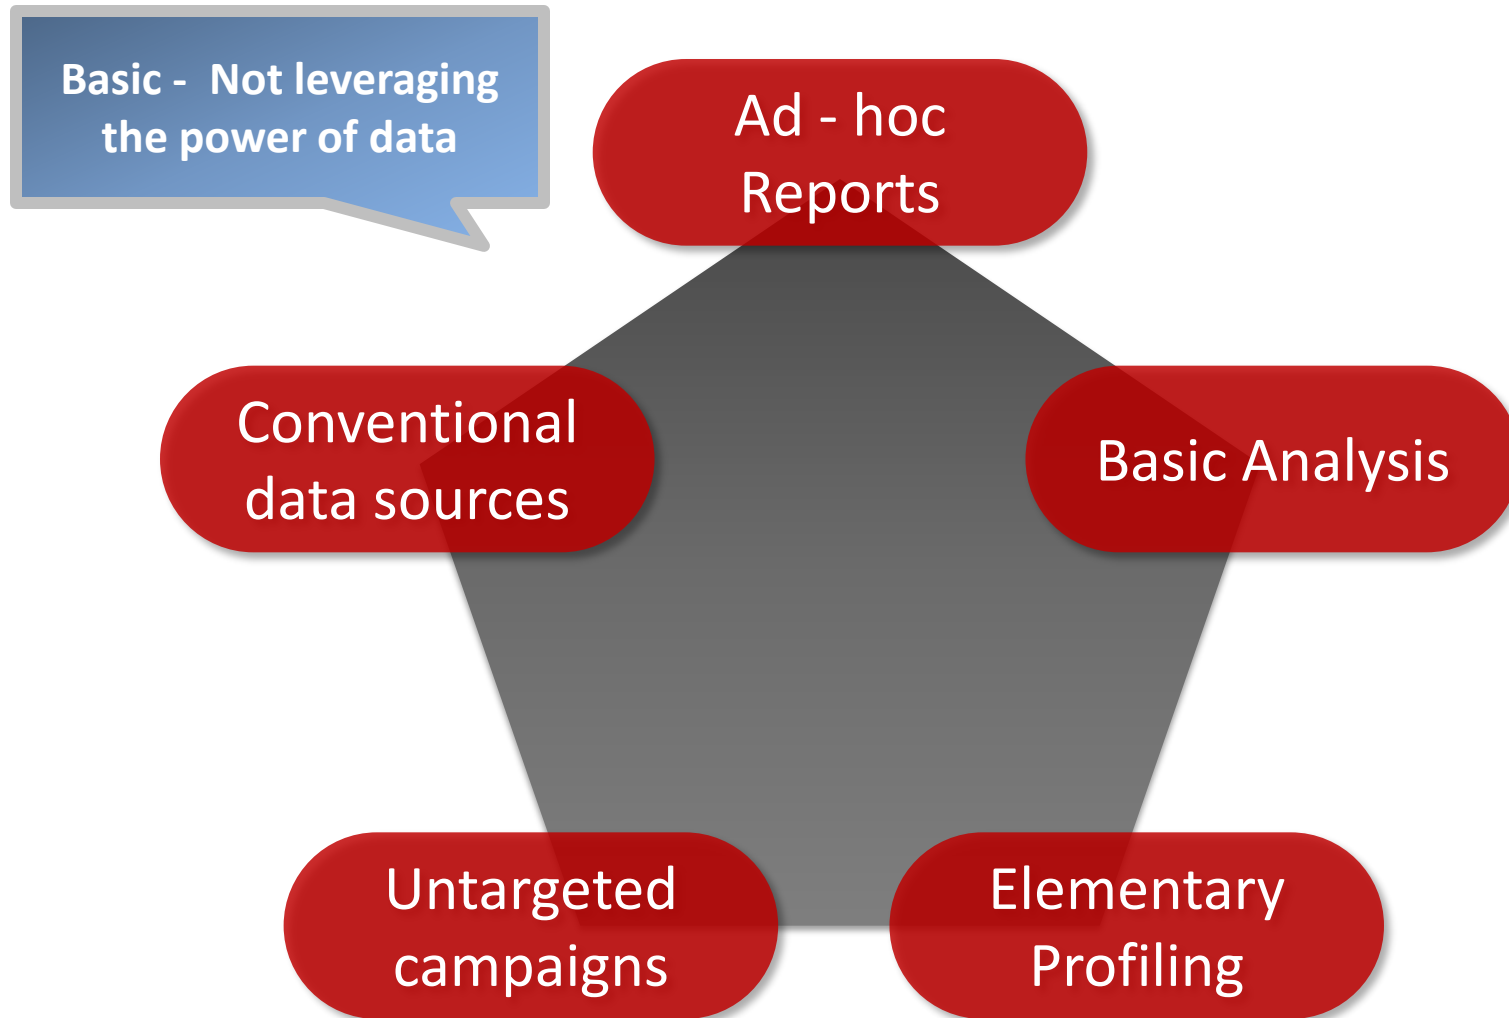 Basic -  Not leveraging
the power of data
Ad - hoc
Reports
Conventional
data sources
Basic Analysis
Untargeted
campaigns
Elementary
Profiling